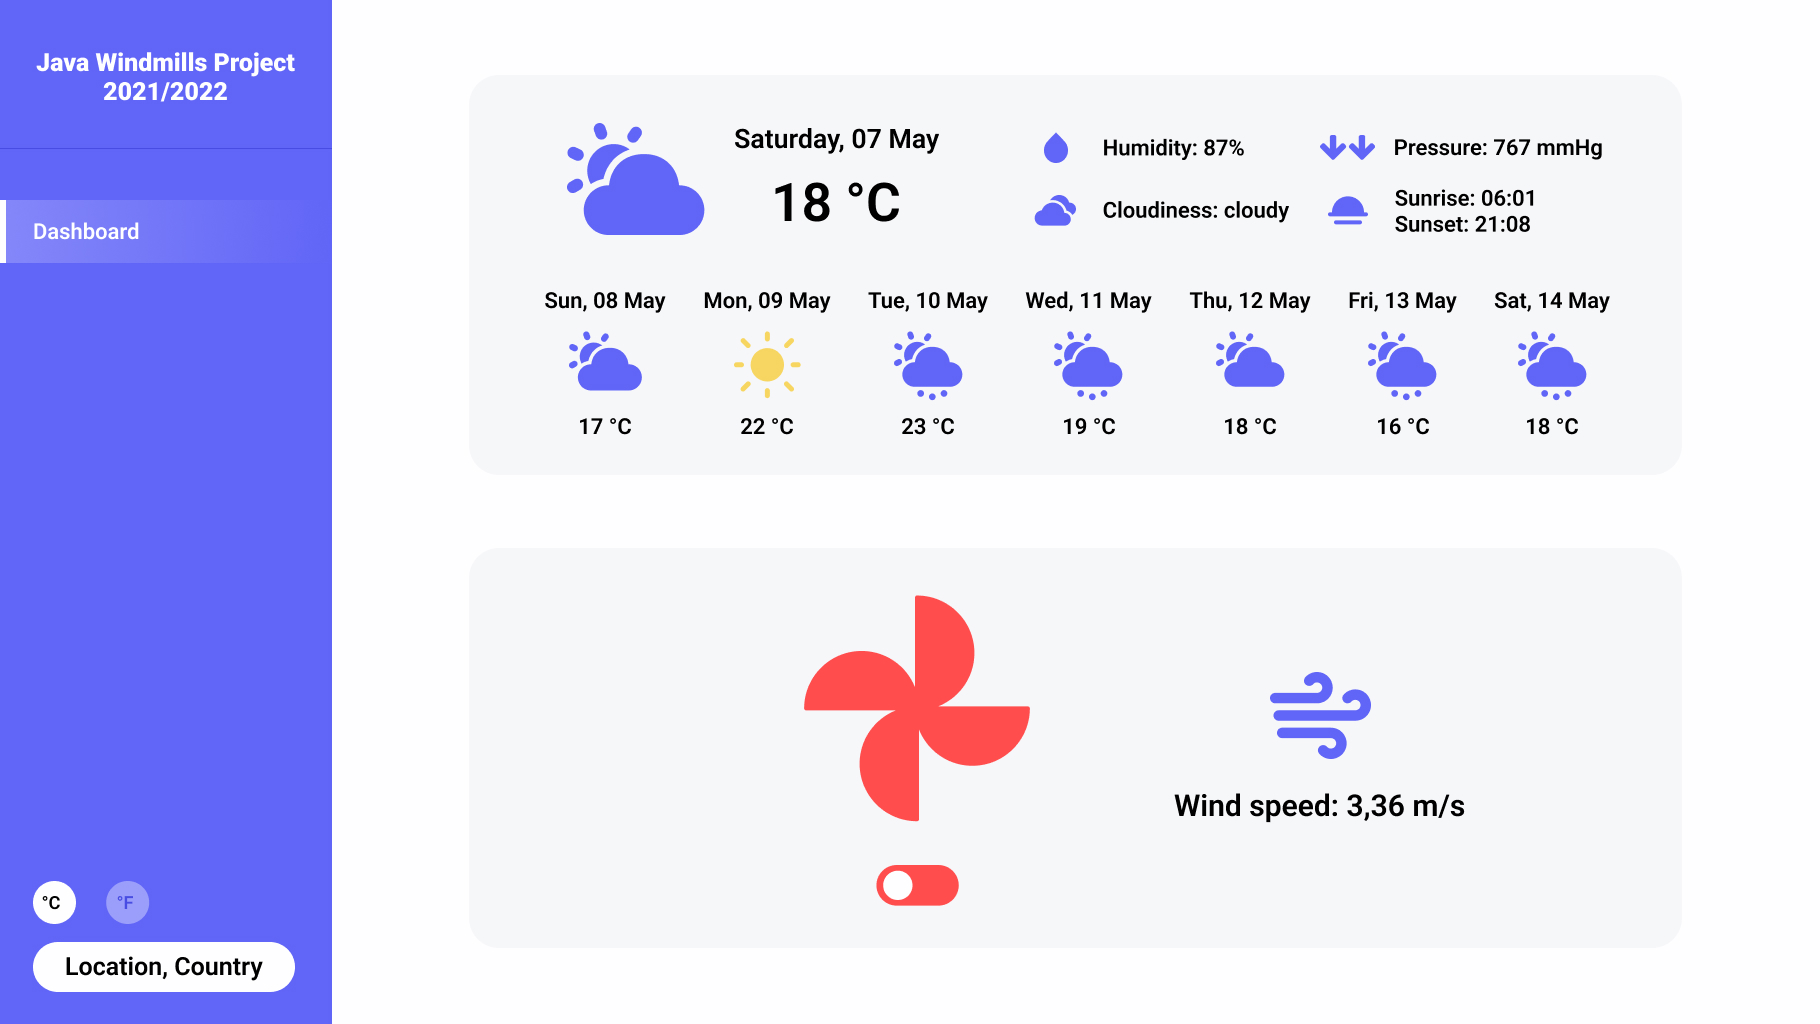 Java Windmills Project
2021/2022
Dashboard
°C
°F
Location, Country
Saturday, 07 May
18 °C
Humidity: 87%
Pressure: 767 mmHg
Cloudiness: cloudy
Sunrise: 06:01
Sunset: 21:08
Sun, 08 May
Mon, 09 May
Tue, 10 May
Wed, 11 May
Thu, 12 May
Fri, 13 May
Sat, 14 May
17 °C
22 °C
23 °C
19 °C
18 °C
16 °C
18 °C
Wind speed: 3,36 m/s